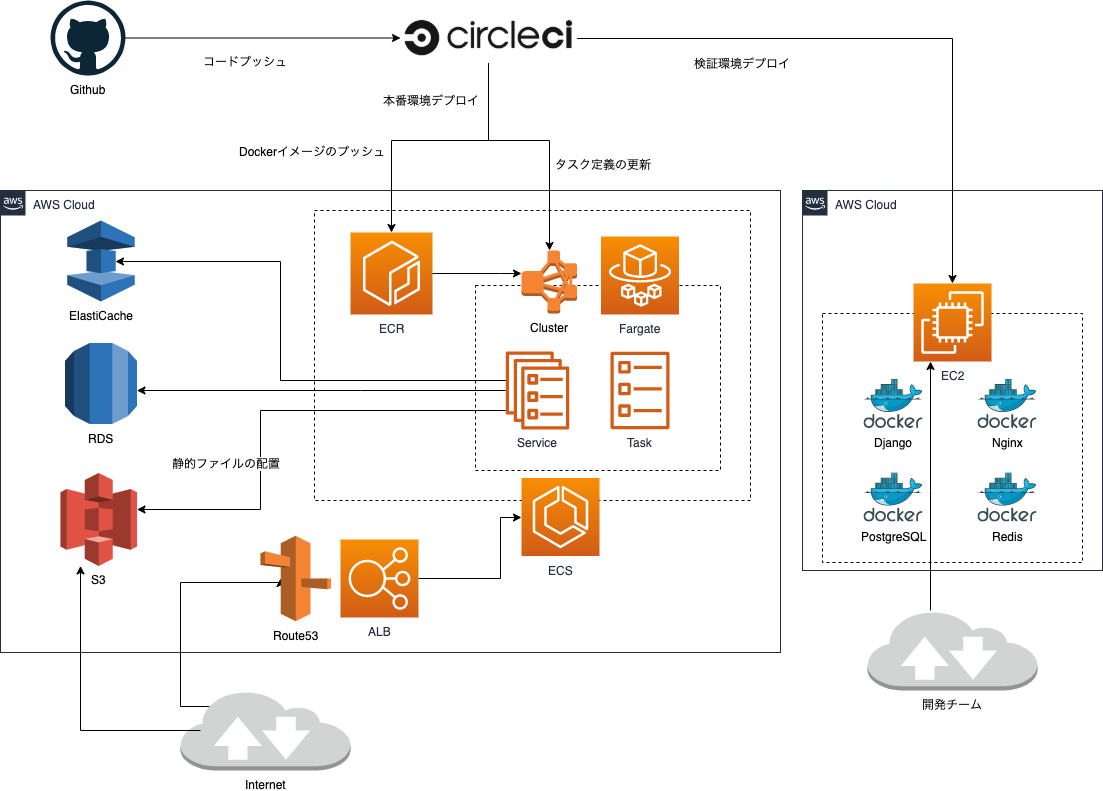 circleci
コードプッシュ
検証環境デプロイ
Github
本番環境デプロイ
Dockerイメージのプッシュ
タスク定義の更新
aws
AWS Cloud
aws
AWS Cloud
ElastiCache
ECR
Cluster
Fargate
EC2
docker
docker
RDS
Service
Task
Django
Nginx
静的ファイルの配置
docker
docker
PostgreSQL
Redis
S3
ECS
Route53
ALB
開発チーム
Internet